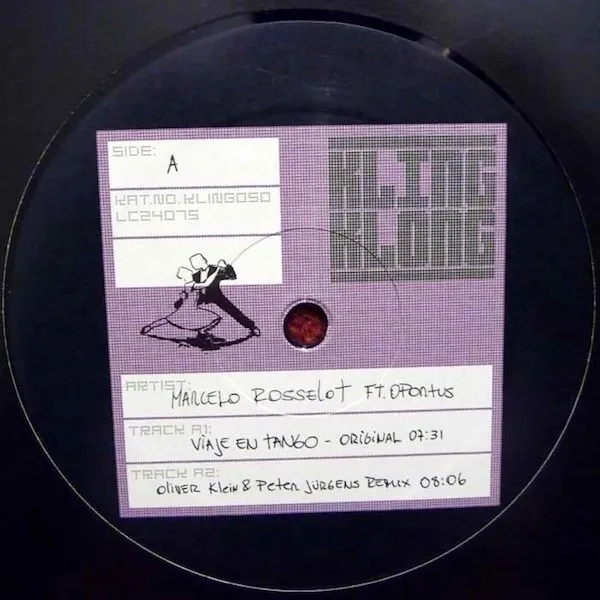 SIDE: A
KAT.NO. KLING050
LC24075
KLING
KLONG
ARTIST: MARCELO ROSSELOT FT. OPORTUS
TRACK A1: VIAJE EN TANGO - ORIGINAL 07:31
TRACK A2: OLIVER KLEIN & PETER JÜRGENS REMIX 08:06